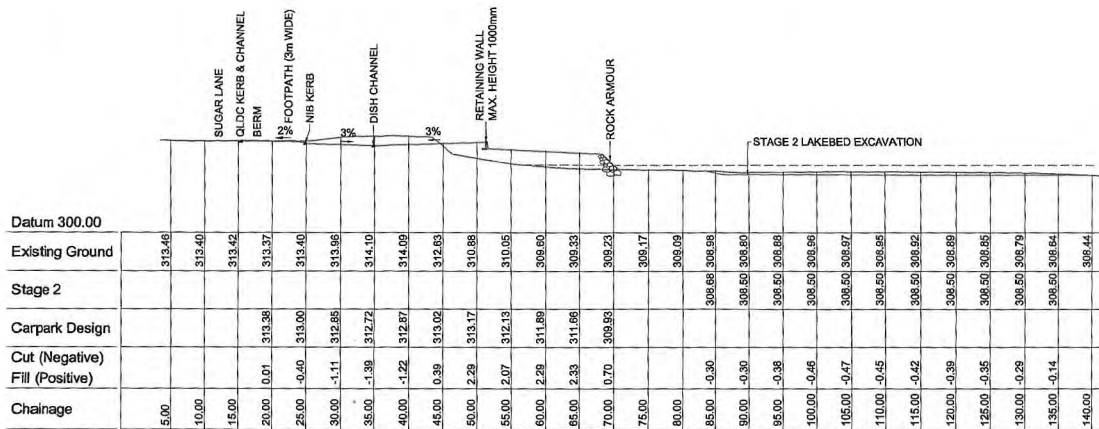 SUGAR LANE
QLDC KERB & CHANNEL
BERM
FOOTPATH (3m WIDE)
NIB KERB
DISH CHANNEL
RETAINING WALL
MAX. HEIGHT 1000mm
ROCK ARMOUR
2%
3%
3%
STAGE 2 LAKEBED EXCAVATION
Datum 300.00
Existing Ground 313.46 313.40 313.42 313.37 313.40 313.96 314.10 314.09 312.63 310.88 310.05 309.60 309.33 309.23 309.17 309.09 308.98 308.80 308.88 308.96 308.97 308.95 308.92 308.89 308.85 308.79 308.64 308.44
Stage 2 308.68 308.50 308.50 308.50 308.50 308.50 308.50 308.50 308.50 308.50 308.50
Carpark Design 313.38 313.00 312.85 312.72 312.87 313.02 313.17 312.13 311.89 311.66 309.93
Cut (Negative)
Fill (Positive) 0.01 -0.40 -1.11 -1.39 -1.22 0.39 2.29 2.07 2.29 2.33 0.70 -0.30 -0.30 -0.38 -0.46 -0.47 -0.45 -0.42 -0.39 -0.35 -0.29 -0.14
Chainage 5.00 10.00 15.00 20.00 25.00 30.00 35.00 40.00 45.00 50.00 55.00 60.00 65.00 70.00 75.00 80.00 85.00 90.00 95.00 100.00 105.00 110.00 115.00 120.00 125.00 130.00 135.00 140.00